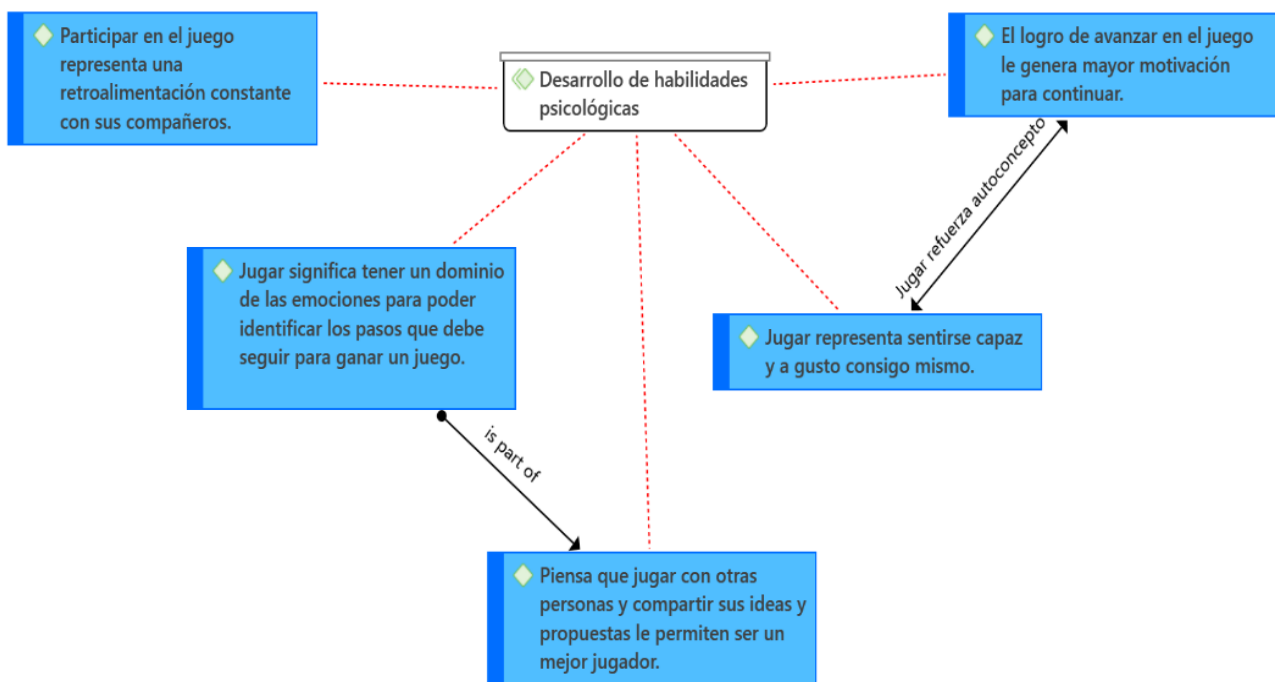 Participar en el juego
representa una
retroalimentación constante
con sus compañeros.
Desarrollo de habilidades
psicológicas
El logro de avanzar en el juego
le genera mayor motivación
para continuar.
Jugar refuerza autoconcepto
Jugar significa tener un dominio
de las emociones para poder
identificar los pasos que debe
seguir para ganar un juego.
Jugar representa sentirse capaz
y a gusto consigo mismo.
is part of
Piensa que jugar con otras
personas y compartir sus ideas y
propuestas le permiten ser un
mejor jugador.